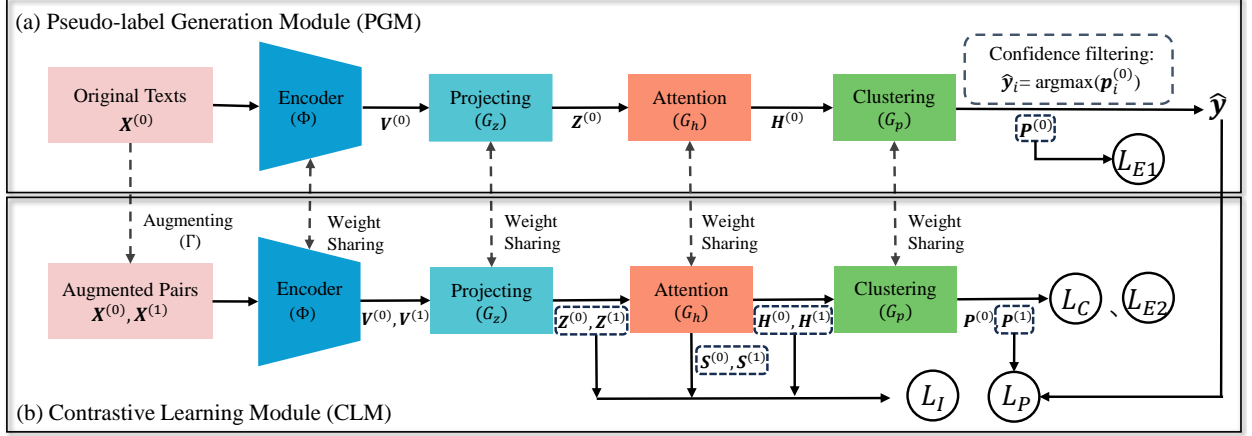 (a) Pseudo-label Generation Module (PGM)
Original Texts
X^(0)
Encoder
(Φ)
V^(0)
Projecting
(G_z)
Z^(0)
Attention
(G_h)
H^(0)
Clustering
(G_p)
Confidence filtering:
ŷ_i= argmax(p_i^(0))
P^(0)
L_E1
ŷ
Augmenting
(Γ)
Weight
Sharing
Weight
Sharing
Weight
Sharing
Weight
Sharing
Augmented Pairs
X^(0), X^(1)
Encoder
(Φ)
V^(0), V^(1)
Projecting
(G_z)
Z^(0), Z^(1)
Attention
(G_h)
S^(0), S^(1)
H^(0), H^(1)
Clustering
(G_p)
P^(0) P^(1)
L_C 、 L_E2
L_I
L_P
(b) Contrastive Learning Module (CLM)